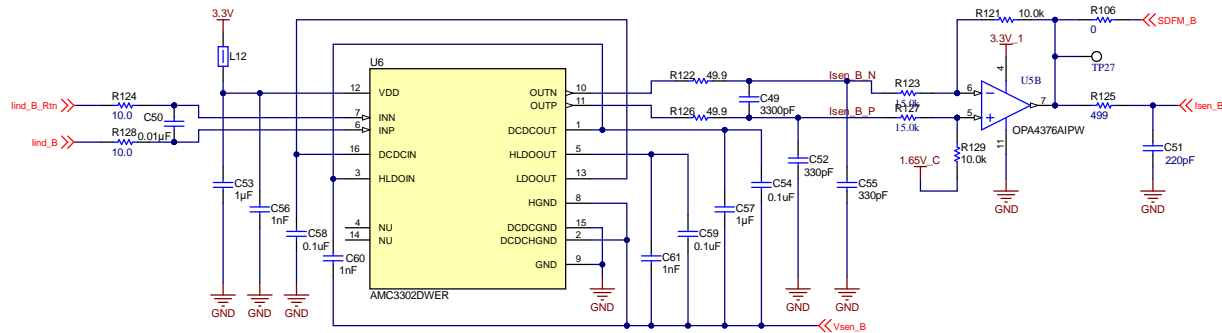 3.3V
L12
U6
R121 10.0k
R106
0
SDFM_B
TP27
3.3V_1
4
U5B
R122 49.9
Isen_B_N
R123
15.0k
6
7
R125
499
Isen_B
C49
3300pF
R126 49.9
Isen_B_P
R127
15.0k
5
OPA4376AIPW
R129
10.0k
11
1.65V_C
C51
220pF
GND
GND
Iind_B_Rtn
R124
10.0
C50
0.01µF
R128
10.0
Iind_B
12 VDD
7 INN
6 INP
16 DCDCIN
3 HLDOIN
4 NU
14 NU
OUTN 10
OUTP 11
DCDCOUT 1
HLDOOUT 5
LDOOUT 13
HGND 8
DCDCGND 15
DCDCHGND 2
GND 9
AMC3302DWER
C53
1µF
C56
1nF
C58
0.1uF
C60
1nF
GND
GND
GND
GND
C61
1nF
C59
0.1uF
C57
1µF
C54
0.1uF
C52
330pF
C55
330pF
GND
GND
Vsen_B